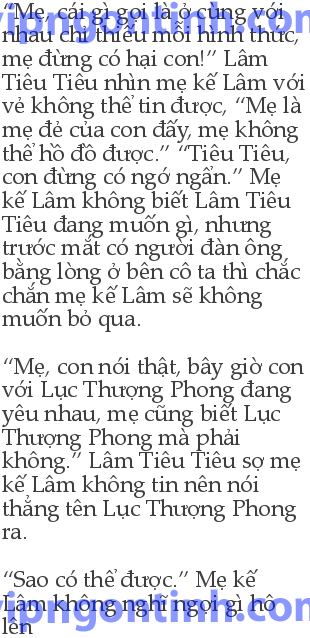 “Mẹ, cái gì gọi là ở cùng với
nhau chỉ thiếu mỗi hình thức,
mẹ đừng có hại con!” Lâm
Tiêu Tiêu nhìn mẹ kế Lâm với
vẻ không thể tin được, “Mẹ là
mẹ đẻ của con đấy, mẹ không
thể hồ đồ được.” “Tiêu Tiêu,
con đừng có ngớ ngẩn.” Mẹ
kế Lâm không biết Lâm Tiêu
Tiêu đang muốn gì, nhưng
trước mắt có người đàn ông
bằng lòng ở bên cô ta thì chắc
chắn mẹ kế Lâm sẽ không
muốn bỏ qua.
“Mẹ, con nói thật, bây giờ con
với Lục Thượng Phong đang
yêu nhau, mẹ cũng biết Lục
Thượng Phong mà phải
không.” Lâm Tiêu Tiêu sợ mẹ
kế Lâm không tin nên nói
thẳng tên Lục Thượng Phong
ra.
“Sao có thể được.” Mẹ kế
Lâm không nghĩ ngợi gì hô
lên
vipngontinh.com
vipngontinh.com